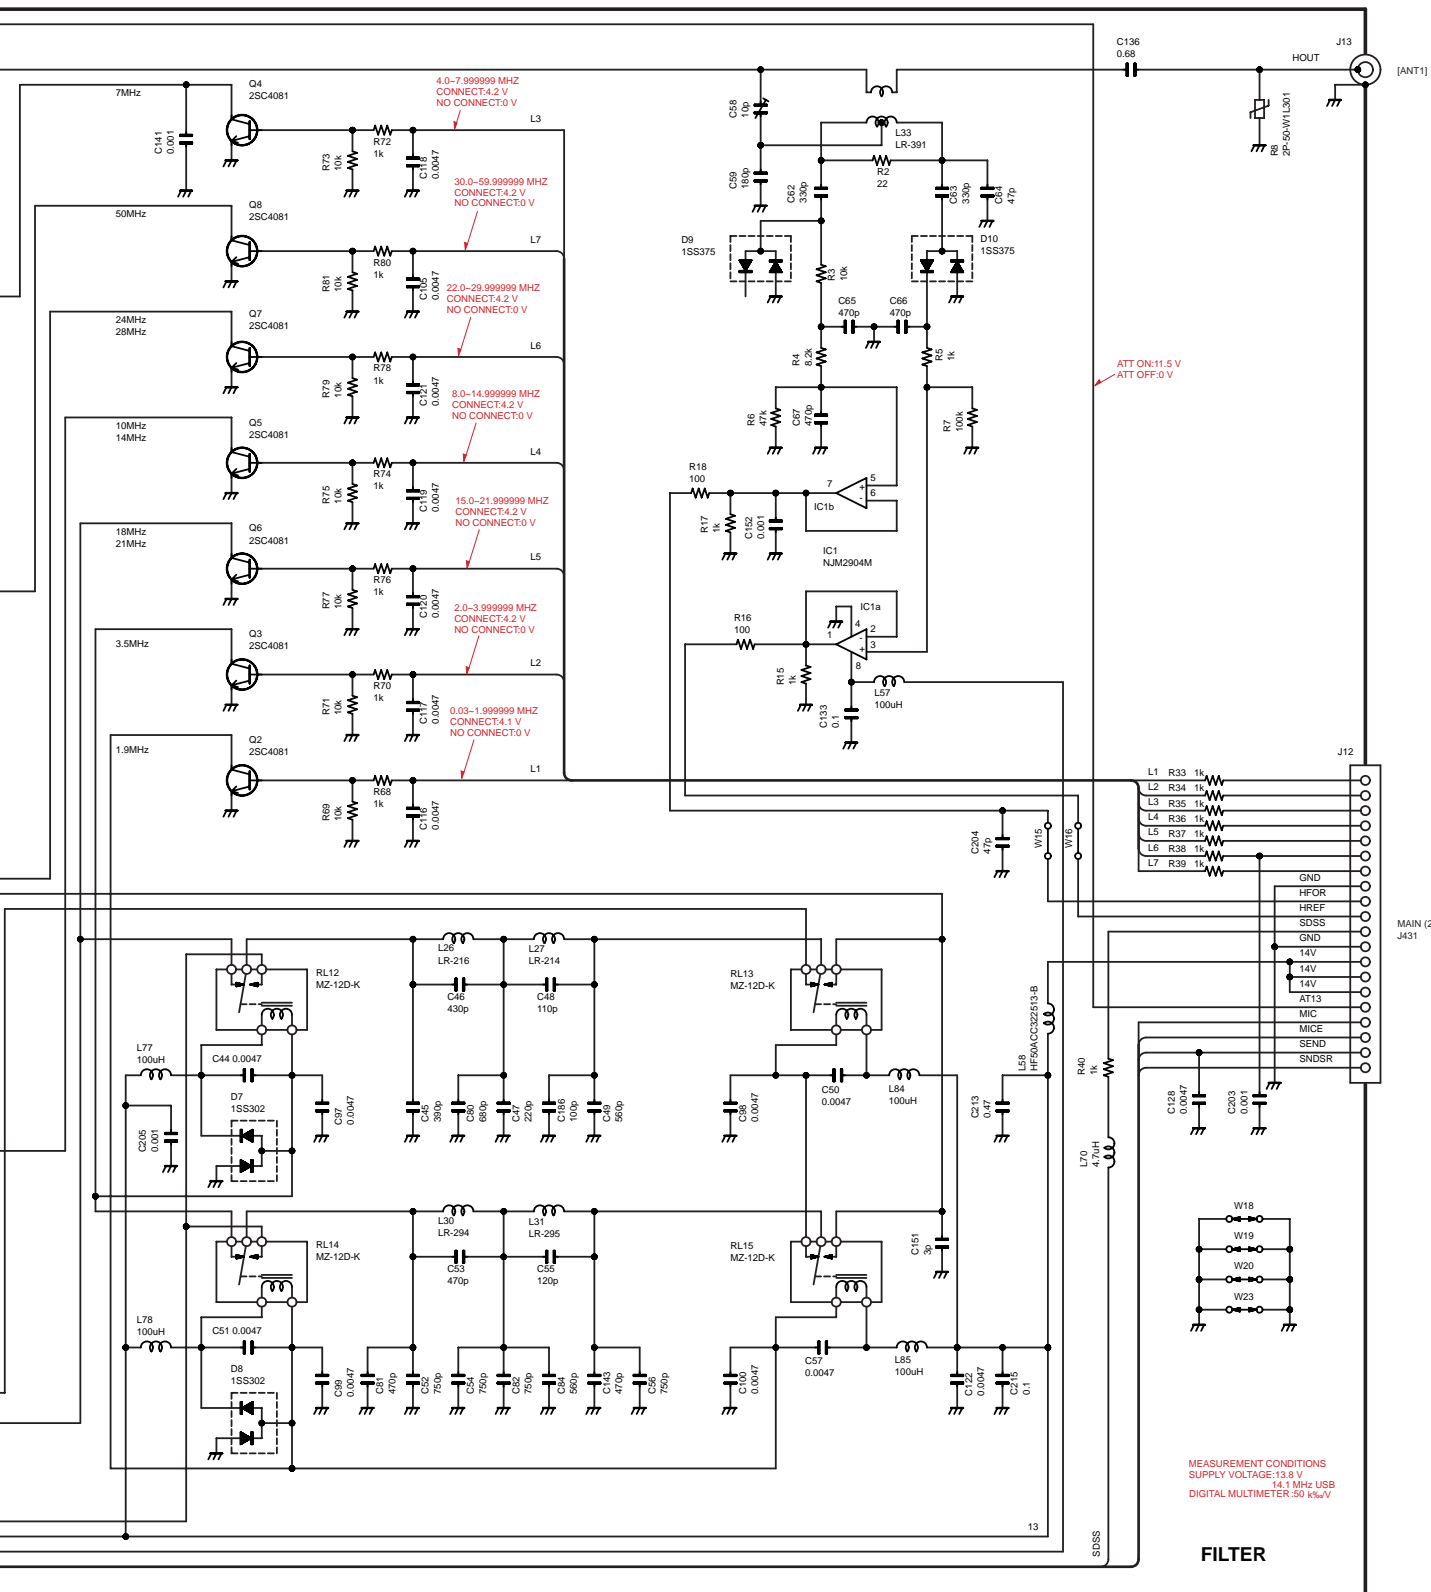 C136
0.68
J13
HOUT
[ANT1]
R8
2P-50-W1L301
7MHz
Q4
2SC4081
C141
0.001
R73
10k
R72
1k
C118
0.0047
4.0~7.999999 MHZ
CONNECT:4.2 V
NO CONNECT:0 V
L3
50MHz
Q8
2SC4081
R81
10k
R80
1k
C105
0.0047
30.0~59.999999 MHZ
CONNECT:4.2 V
NO CONNECT:0 V
L7
24MHz
28MHz
Q7
2SC4081
R79
10k
R78
1k
C121
0.0047
22.0~29.999999 MHZ
CONNECT:4.2 V
NO CONNECT:0 V
L6
10MHz
14MHz
Q5
2SC4081
R75
10k
R74
1k
C119
0.0047
8.0~14.999999 MHZ
CONNECT:4.2 V
NO CONNECT:0 V
L4
18MHz
21MHz
Q6
2SC4081
R77
10k
R76
1k
C120
0.0047
15.0~21.999999 MHZ
CONNECT:4.2 V
NO CONNECT:0 V
L5
3.5MHz
Q3
2SC4081
R71
10k
R70
1k
C117
0.0047
2.0~3.999999 MHZ
CONNECT:4.2 V
NO CONNECT:0 V
L2
1.9MHz
Q2
2SC4081
R69
10k
R68
1k
C116
0.0047
0.03~1.999999 MHZ
CONNECT:4.1 V
NO CONNECT:0 V
L1
C58
10p
C59
180p
L33
LR-391
R2
22
C62
330p
C63
330p
C64
47p
D9
1SS375
D10
1SS375
R3
10k
C65
470p
C66
470p
R4
8.2k
R5
1k
R6
47k
C67
470p
R7
100k
ATT ON:11.5 V
ATT OFF:0 V
R18
100
R17
1k
C152
0.001
7
5
6
+
-
IC1b
IC1
NJM2904M
R16
100
R15
1k
IC1a
1
4
2
3
8
-
+
C133
0.1
L57
100uH
J12
L1 R33 1k
L2 R34 1k
L3 R35 1k
L4 R36 1k
L5 R37 1k
L6 R38 1k
L7 R39 1k
GND
HFOR
HREF
SDSS
GND
14V
14V
14V
AT13
MIC
MICE
SEND
SNDSR
MAIN (2
J431
C204
47p
W15
W16
RL12
MZ-12D-K
L26
LR-216
L27
LR-214
C46
430p
C48
110p
RL13
MZ-12D-K
L77
100uH
C44 0.0047
D7
1SS302
C205
0.001
C97
0.0047
C45
390p
C80
680p
C47
220p
C186
100p
C49
560p
C98
0.0047
C50
0.0047
L84
100uH
C213
0.47
L58
HF50ACC322513-B
R40
1k
L70
4.7uH
C128
0.0047
C203
0.001
RL14
MZ-12D-K
L30
LR-294
L31
LR-295
C53
470p
C55
120p
RL15
MZ-12D-K
C151
3p
L78
100uH
C51 0.0047
D8
1SS302
C99
0.0047
C81
470p
C52
750p
C54
750p
C82
750p
C84
560p
C143
470p
C56
750p
C100
0.0047
C57
0.0047
L85
100uH
C122
0.0047
C215
0.1
W18
W19
W20
W23
13
SDSS
MEASUREMENT CONDITIONS
SUPPLY VOLTAGE:13.8 V
14.1 MHz USB
DIGITAL MULTIMETER :50 k‰/V
FILTER